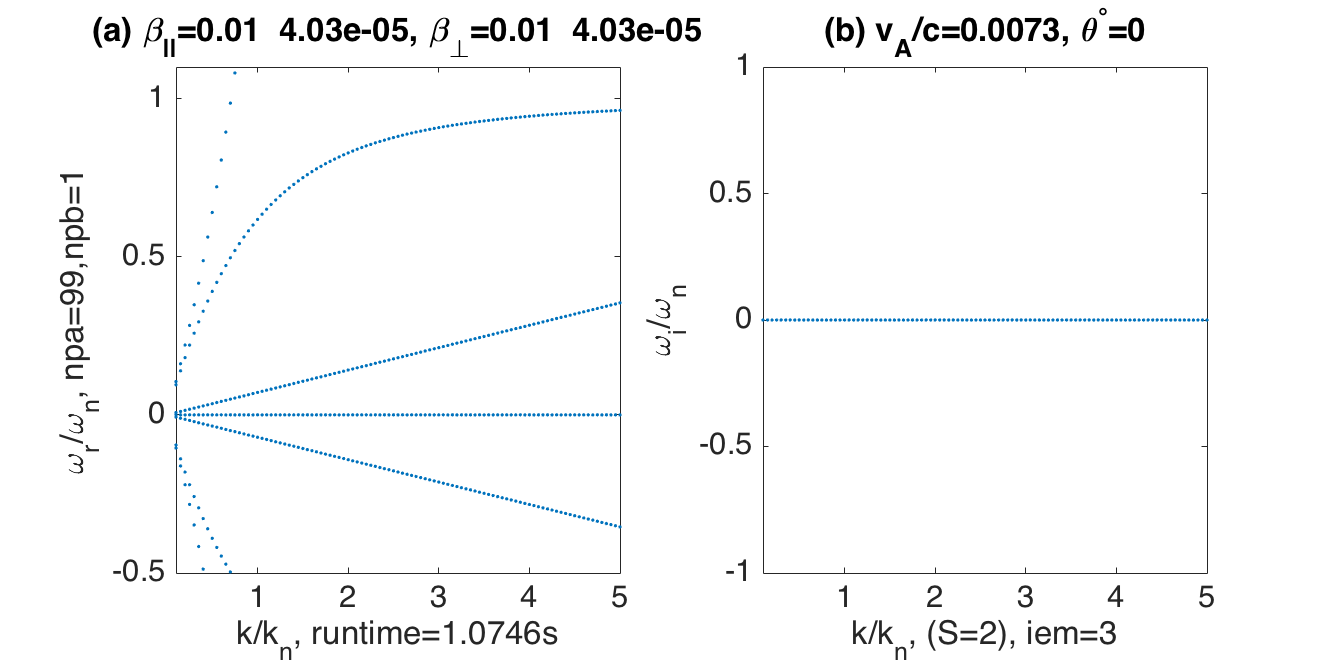 (a) β||=0.01 4.03e-05, β⊥=0.01 4.03e-05
ωr/ωn, npa=99,npb=1
1
0.5
0
-0.5
1 2 3 4 5
k/kn, runtime=1.0746s
(b) vA/c=0.0073, θ°=0
ωi/ωn
1
0.5
0
-0.5
-1
1 2 3 4 5
k/kn, (S=2), iem=3